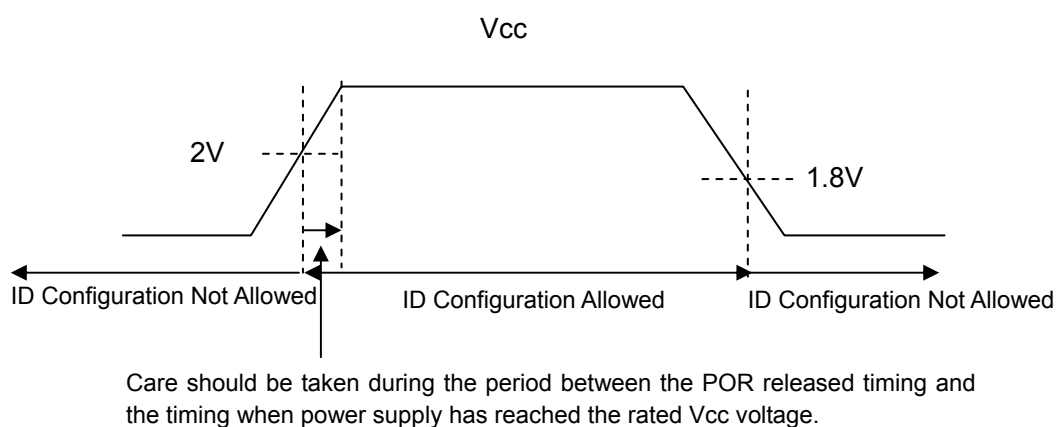 Vcc
2V
1.8V
ID Configuration Not Allowed
ID Configuration Allowed
ID Configuration Not Allowed
Care should be taken during the period between the POR released timing and
the timing when power supply has reached the rated Vcc voltage.